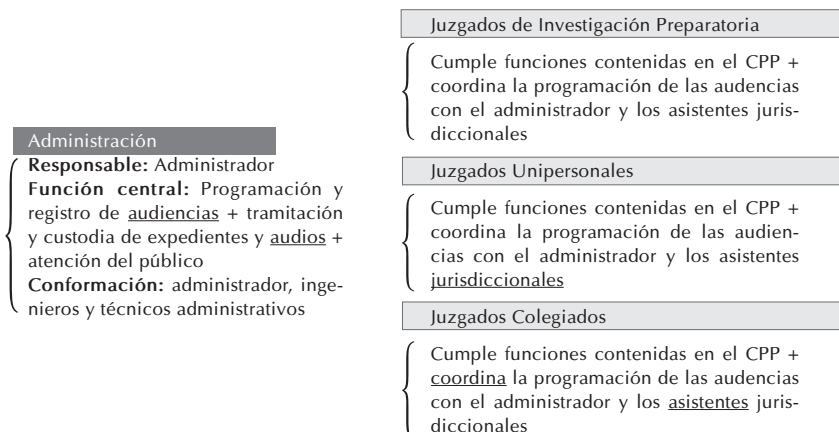 Administración
Responsable: Administrador
Función central: Programación y
registro de audiencias + tramitación
y custodia de expedientes y audios +
atención del público
Conformación: administrador, inge-
nieros y técnicos administrativos
Juzgados de Investigación Preparatoria
Cumple funciones contenidas en el CPP +
coordina la programación de las audencias
con el administrador y los asistentes juris-
diccionales
Juzgados Unipersonales
Cumple funciones contenidas en el CPP +
coordina la programación de las audien-
cias con el administrador y los asistentes
jurisdiccionales
Juzgados Colegiados
Cumple funciones contenidas en el CPP +
coordina la programación de las audencias
con el administrador y los asistentes juris-
diccionales